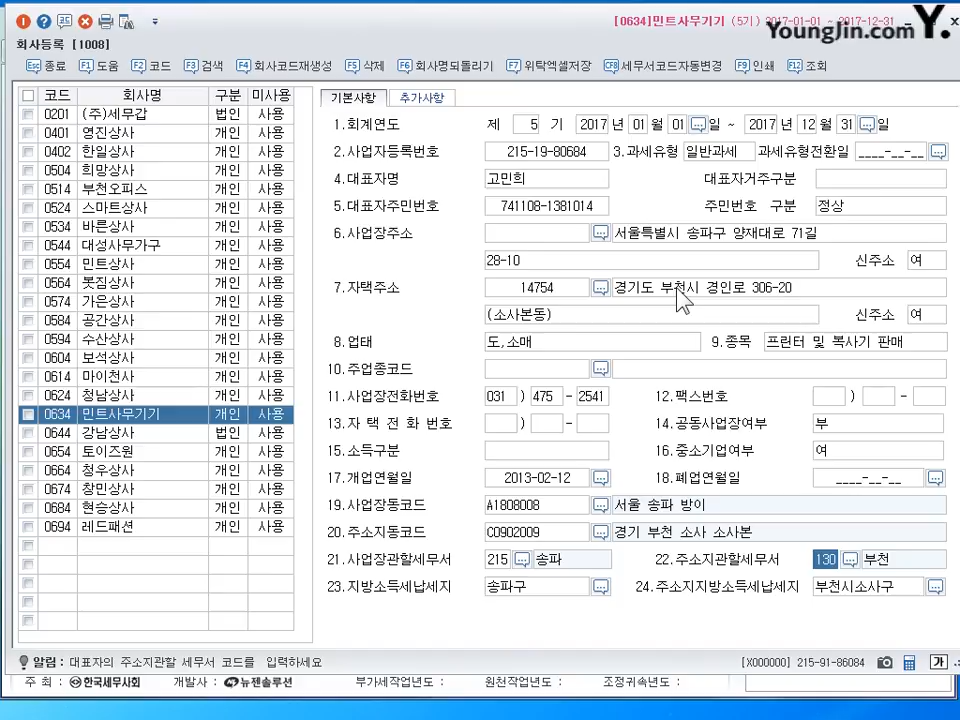 [0634]민트사무기기 (5기) 2017-01-01 ~ 2017-12-31
YoungJin.com Y.
회사등록 [1008]
Esc 종료 F1 도움 F2 코드 F3 검색 F4 회사코드재생성 F5 삭제 F6 회사명되돌리기 F7 위탁엑셀저장 CF8 세무서코드자동변경 F9 인쇄 F12 조회
코드 회사명 구분 미사용
0201 (주)세무갑 법인 사용
0401 영진상사 개인 사용
0402 한일상사 개인 사용
0504 희망상사 개인 사용
0514 부천오피스 개인 사용
0524 스마트상사 개인 사용
0534 바른상사 개인 사용
0544 대성사무가구 개인 사용
0554 민트상사 개인 사용
0564 봇짐상사 개인 사용
0574 가은상사 개인 사용
0584 공간상사 개인 사용
0594 수산상사 개인 사용
0604 보석상사 개인 사용
0614 마이천사 개인 사용
0624 청남상사 개인 사용
0634 민트사무기기 개인 사용
0644 강남상사 법인 사용
0654 토이즈원 개인 사용
0664 청우상사 개인 사용
0674 창민상사 개인 사용
0684 현승상사 개인 사용
0694 레드패션 개인 사용
기본사항 추가사항
1.회계연도 제 5 기 2017 년 01 월 01 일 ~ 2017 년 12 월 31 일
2.사업자등록번호 215-19-80684 3.과세유형 일반과세 과세유형전환일 ____-__-__
4.대표자명 고민희 대표자거주구분
5.대표자주민번호 741108-1381014 주민번호 구분 정상
6.사업장주소 서울특별시 송파구 양재대로 71길
28-10 신주소 여
7.자택주소 14754 경기도 부천시 경인로 306-20
(소사본동) 신주소 여
8.업태 도,소매 9.종목 프린터 및 복사기 판매
10.주업종코드
11.사업장전화번호 031 ) 475 - 2541 12.팩스번호 ) -
13.자 택 전 화 번호 ) - 14.공동사업장여부 부
15.소득구분 16.중소기업여부 여
17.개업연월일 2013-02-12 18.폐업연월일 ____-__-__
19.사업장동코드 A1808008 서울 송파 방이
20.주소지동코드 C0902009 경기 부천 소사 소사본
21.사업장관할세무서 215 송파 22.주소지관할세무서 130 부천
23.지방소득세납세지 송파구 24.주소지지방소득세납세지 부천시소사구
알림 : 대표자의 주소지관할 세무서 코드를 입력하세요 [X000000] 215-91-86084 가
주 최 : 한국세무사회 개발사 : 뉴젠솔루션 부가세작업년도 : 원천작업년도 : 조정귀속년도 :